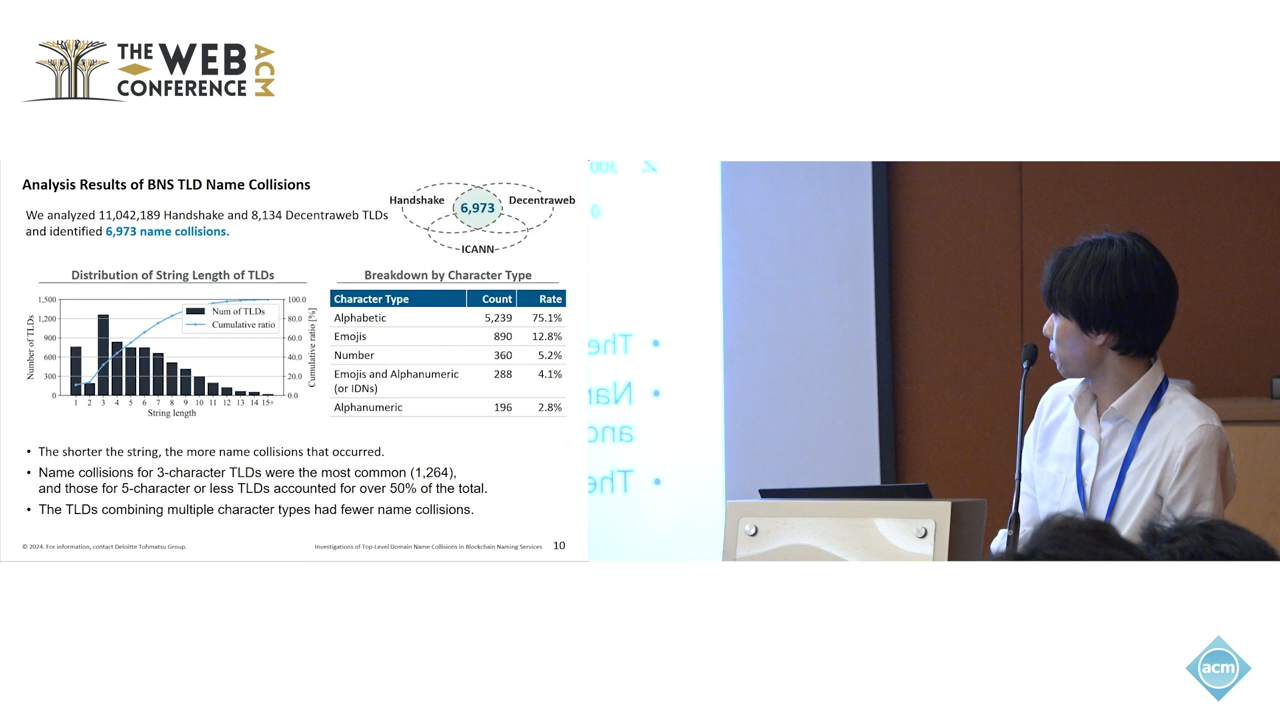 THE WEB
CONFERENCE
ACM
Analysis Results of BNS TLD Name Collisions
We analyzed 11,042,189 Handshake and 8,134 Decentraweb TLDs
and identified 6,973 name collisions.
Handshake
6,973
Decentraweb
ICANN
Distribution of String Length of TLDs
Number of TLDs
1,500
1,200
900
600
300
0
Num of TLDs
Cumulative ratio
100.0
80.0
60.0
40.0
20.0
0.0
Cumulative ratio [%]
1 2 3 4 5 6 7 8 9 10 11 12 13 14 15+
String length
Breakdown by Character Type
Character Type Count Rate
Alphabetic 5,239 75.1%
Emojis 890 12.8%
Number 360 5.2%
Emojis and Alphanumeric
(or IDNs) 288 4.1%
Alphanumeric 196 2.8%
• The shorter the string, the more name collisions that occurred.
• Name collisions for 3-character TLDs were the most common (1,264),
and those for 5-character or less TLDs accounted for over 50% of the total.
• The TLDs combining multiple character types had fewer name collisions.
© 2024. For information, contact Deloitte Tohmatsu Group.
Investigations of Top-Level Domain Name Collisions in Blockchain Naming Services
10
300
0
• The
• Nam
and
• The
acm